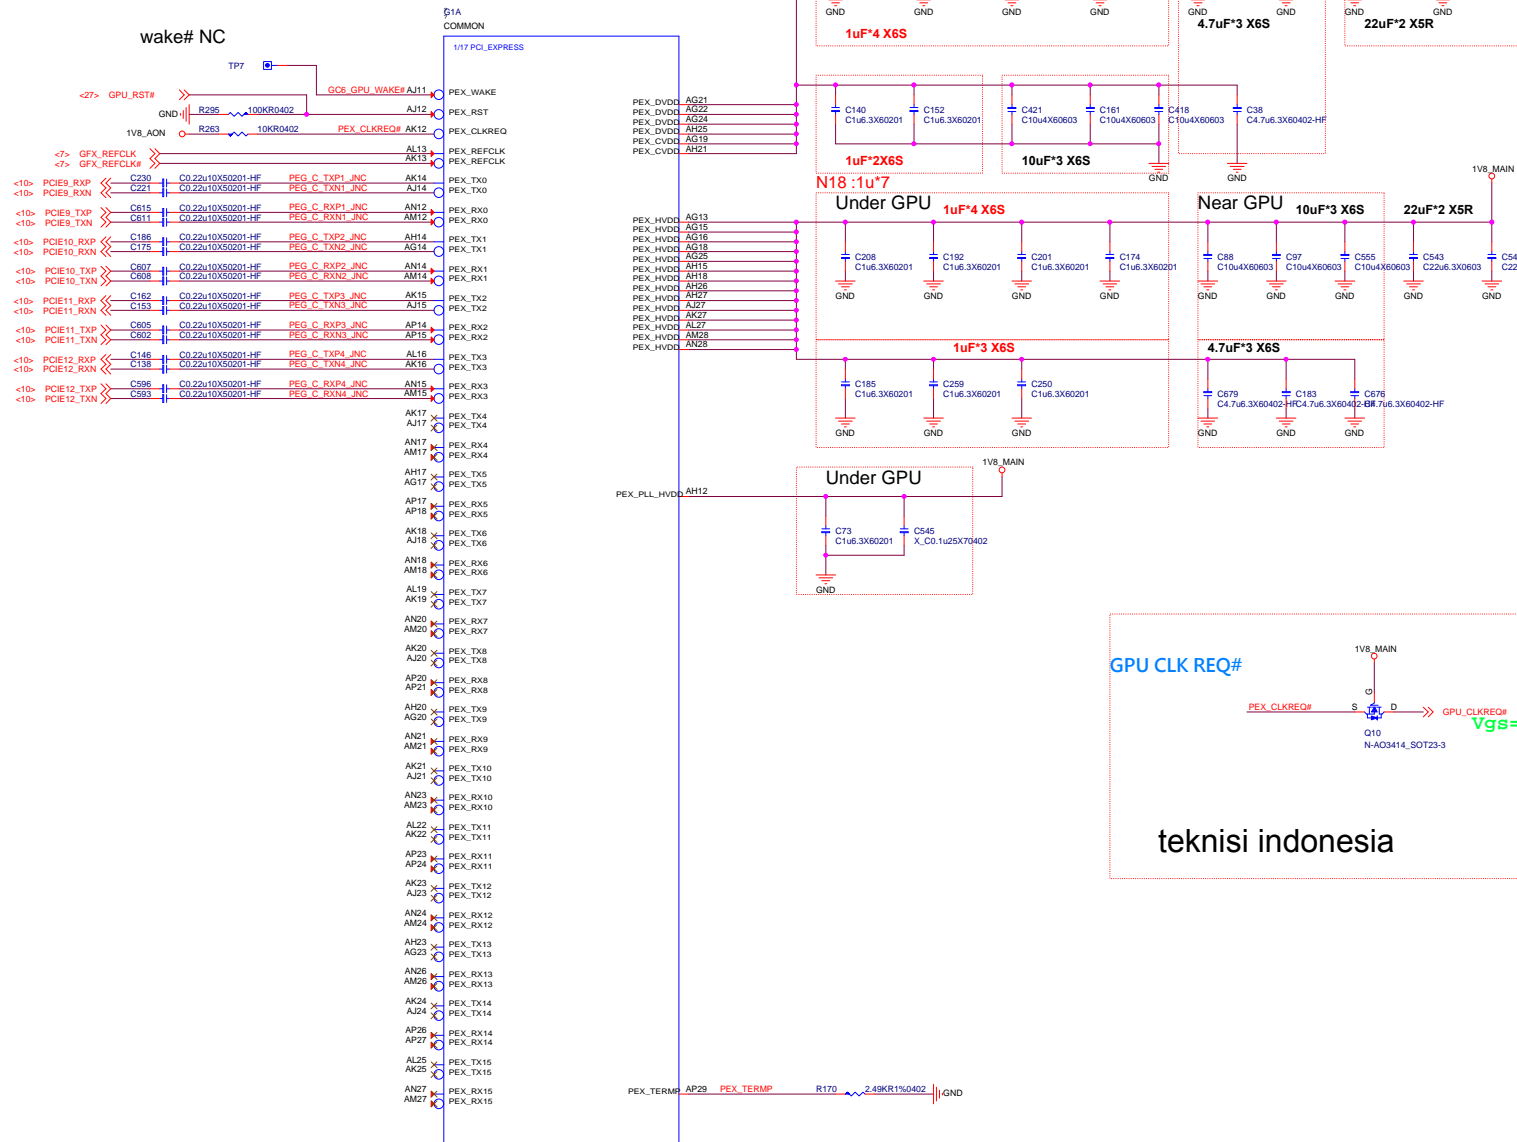 G1A
COMMON
1/17 PCI_EXPRESS
wake# NC
TP7
<27> GPU_RST#
GC6_GPU_WAKE# AJ11 PEX_WAKE
GND R295 100KR0402 AJ12 PEX_RST
1V8_AON R263 10KR0402 PEX_CLKREQ# AK12 PEX_CLKREQ
<7> GFX_REFCLK AL13 PEX_REFCLK
<7> GFX_REFCLK# AK13 PEX_REFCLK
<10> PCIE9_RXP C230 C0.22u10X50201-HF PEG_C_TXP1_JNC AK14 PEX_TX0
<10> PCIE9_RXN C221 C0.22u10X50201-HF PEG_C_TXN1_JNC AJ14 PEX_TX0
<10> PCIE9_TXP C615 C0.22u10X50201-HF PEG_C_RXP1_JNC AN12 PEX_RX0
<10> PCIE9_TXN C611 C0.22u10X50201-HF PEG_C_RXN1_JNC AM12 PEX_RX0
<10> PCIE10_RXP C186 C0.22u10X50201-HF PEG_C_TXP2_JNC AH14 PEX_TX1
<10> PCIE10_RXN C175 C0.22u10X50201-HF PEG_C_TXN2_JNC AG14 PEX_TX1
<10> PCIE10_TXP C607 C0.22u10X50201-HF PEG_C_RXP2_JNC AN14 PEX_RX1
<10> PCIE10_TXN C608 C0.22u10X50201-HF PEG_C_RXN2_JNC AM14 PEX_RX1
<10> PCIE11_RXP C162 C0.22u10X50201-HF PEG_C_TXP3_JNC AK15 PEX_TX2
<10> PCIE11_RXN C153 C0.22u10X50201-HF PEG_C_TXN3_JNC AJ15 PEX_TX2
<10> PCIE11_TXP C605 C0.22u10X50201-HF PEG_C_RXP3_JNC AP14 PEX_RX2
<10> PCIE11_TXN C602 C0.22u10X50201-HF PEG_C_RXN3_JNC AP15 PEX_RX2
<10> PCIE12_RXP C146 C0.22u10X50201-HF PEG_C_TXP4_JNC AL16 PEX_TX3
<10> PCIE12_RXN C138 C0.22u10X50201-HF PEG_C_TXN4_JNC AK16 PEX_TX3
<10> PCIE12_TXP C596 C0.22u10X50201-HF PEG_C_RXP4_JNC AN15 PEX_RX3
<10> PCIE12_TXN C593 C0.22u10X50201-HF PEG_C_RXN4_JNC AM15 PEX_RX3
AK17 PEX_TX4
AJ17 PEX_TX4
AN17 PEX_RX4
AM17 PEX_RX4
AH17 PEX_TX5
AG17 PEX_TX5
AP17 PEX_RX5
AP18 PEX_RX5
AK18 PEX_TX6
AJ18 PEX_TX6
AN18 PEX_RX6
AM18 PEX_RX6
AL19 PEX_TX7
AK19 PEX_TX7
AN20 PEX_RX7
AM20 PEX_RX7
AK20 PEX_TX8
AJ20 PEX_TX8
AP20 PEX_RX8
AP21 PEX_RX8
AH20 PEX_TX9
AG20 PEX_TX9
AN21 PEX_RX9
AM21 PEX_RX9
AK21 PEX_TX10
AJ21 PEX_TX10
AN23 PEX_RX10
AM23 PEX_RX10
AL22 PEX_TX11
AK22 PEX_TX11
AP23 PEX_RX11
AP24 PEX_RX11
AK23 PEX_TX12
AJ23 PEX_TX12
AN24 PEX_RX12
AM24 PEX_RX12
AH23 PEX_TX13
AG23 PEX_TX13
AN26 PEX_RX13
AM26 PEX_RX13
AK24 PEX_TX14
AJ24 PEX_TX14
AP26 PEX_RX14
AP27 PEX_RX14
AL25 PEX_TX15
AK25 PEX_TX15
AN27 PEX_RX15
AM27 PEX_RX15
PEX_DVDD AG21
PEX_DVDD AG22
PEX_DVDD AG24
PEX_DVDD AH25
PEX_CVDD AG19
PEX_CVDD AH21
PEX_HVDD AG13
PEX_HVDD AG15
PEX_HVDD AG16
PEX_HVDD AG18
PEX_HVDD AG25
PEX_HVDD AH15
PEX_HVDD AH18
PEX_HVDD AH26
PEX_HVDD AH27
PEX_HVDD AJ27
PEX_HVDD AK27
PEX_HVDD AL27
PEX_HVDD AM28
PEX_HVDD AN28
PEX_PLL_HVDD AH12
PEX_TERMP AP29 PEX_TERMP R170 2.49KR1%0402 GND
GND GND GND GND GND GND GND GND
1uF*4 X6S 4.7uF*3 X6S 22uF*2 X5R
C140 C152 C421 C161 C418 C38
C1u6.3X60201 C1u6.3X60201 C10u4X60603 C10u4X60603 C10u4X60603 C4.7u6.3X60402-HF
1uF*2X6S 10uF*3 X6S
GND GND
N18 :1u*7
1V8_MAIN
Under GPU 1uF*4 X6S Near GPU 10uF*3 X6S 22uF*2 X5R
C208 C192 C201 C174 C88 C97 C555 C543 C54
C1u6.3X60201 C1u6.3X60201 C1u6.3X60201 C1u6.3X60201 C10u4X60603 C10u4X60603 C10u4X60603 C22u6.3X0603 C22
GND GND GND GND GND GND GND GND GND
1uF*3 X6S 4.7uF*3 X6S
C185 C259 C250 C679 C183 C676
C1u6.3X60201 C1u6.3X60201 C1u6.3X60201 C4.7u6.3X60402-HF C4.7u6.3X60402-HF C4.7u6.3X60402-HF
GND GND GND GND GND GND
1V8_MAIN
Under GPU
C73 C545
C1u6.3X60201 X_C0.1u25X70402
GND
GPU CLK REQ#
1V8_MAIN
G
PEX_CLKREQ# S D GPU_CLKREQ#
Vgs=
Q10
N-AO3414_SOT23-3
teknisi indonesia